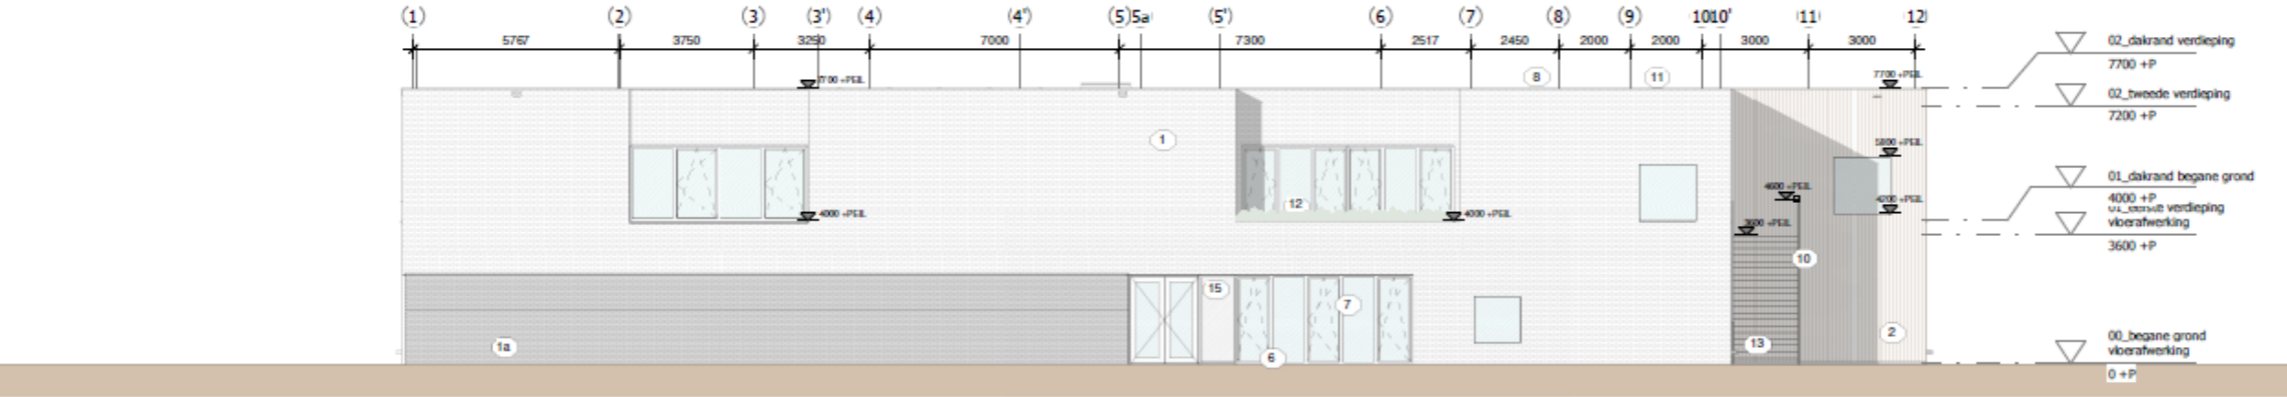 (1) (2) (3) (3') (4) (4') (5) 5a (5') (6) (7) (8) (9) 10 10' (11) 12)
5767 3750 3250 7000 7300 2517 2450 2000 2000 3000 3000
02_dakrand verdieping
7700 +P
8 11
7700 +PEIL 7700 +PEIL
02_tweede verdieping
7200 +P
1
5800 +PEIL
01_dakrand begane grond
4000 +P
4600 +PEIL
12
4200 +PEIL
4000 +PEIL 4000 +PEIL
01_eerste verdieping
vloerafwerking
3600 +PEIL
3600 +P
10
15
7
2
00_begane grond
vloerafwerking
1a
13
6
0 +P